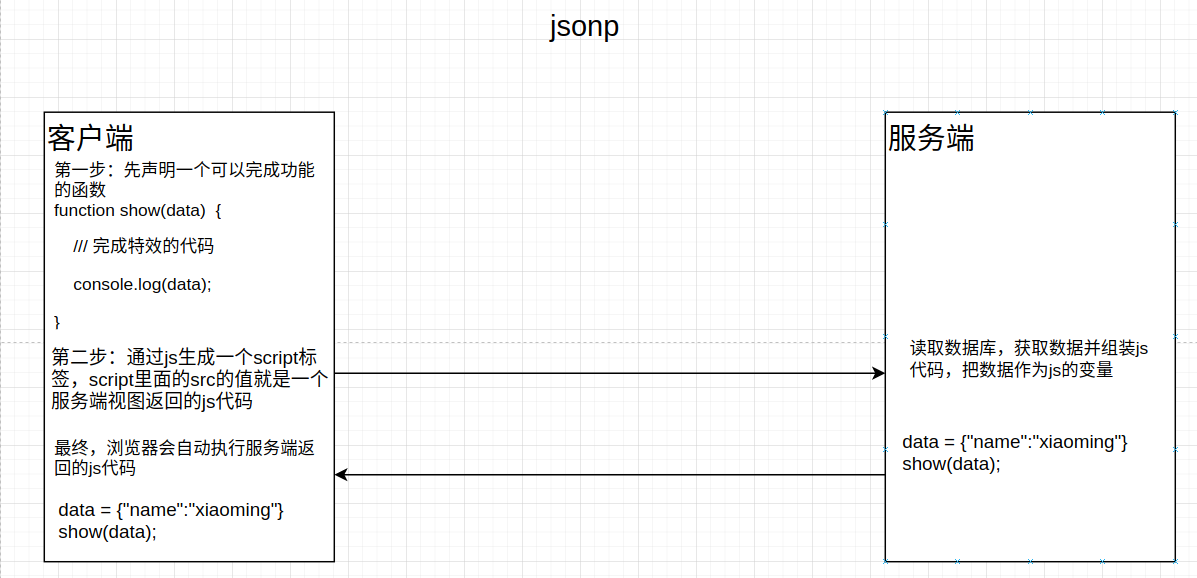 jsonp
客户端
第一步：先声明一个可以完成功能
的函数
function show(data) {
/// 完成特效的代码
console.log(data);
}
第二步：通过js生成一个script标
签，script里面的src的值就是一个
服务端视图返回的js代码
最终，浏览器会自动执行服务端返
回的js代码
data = {"name":"xiaoming"}
show(data);
服务端
读取数据库，获取数据并组装js
代码，把数据作为js的变量
data = {"name":"xiaoming"}
show(data);